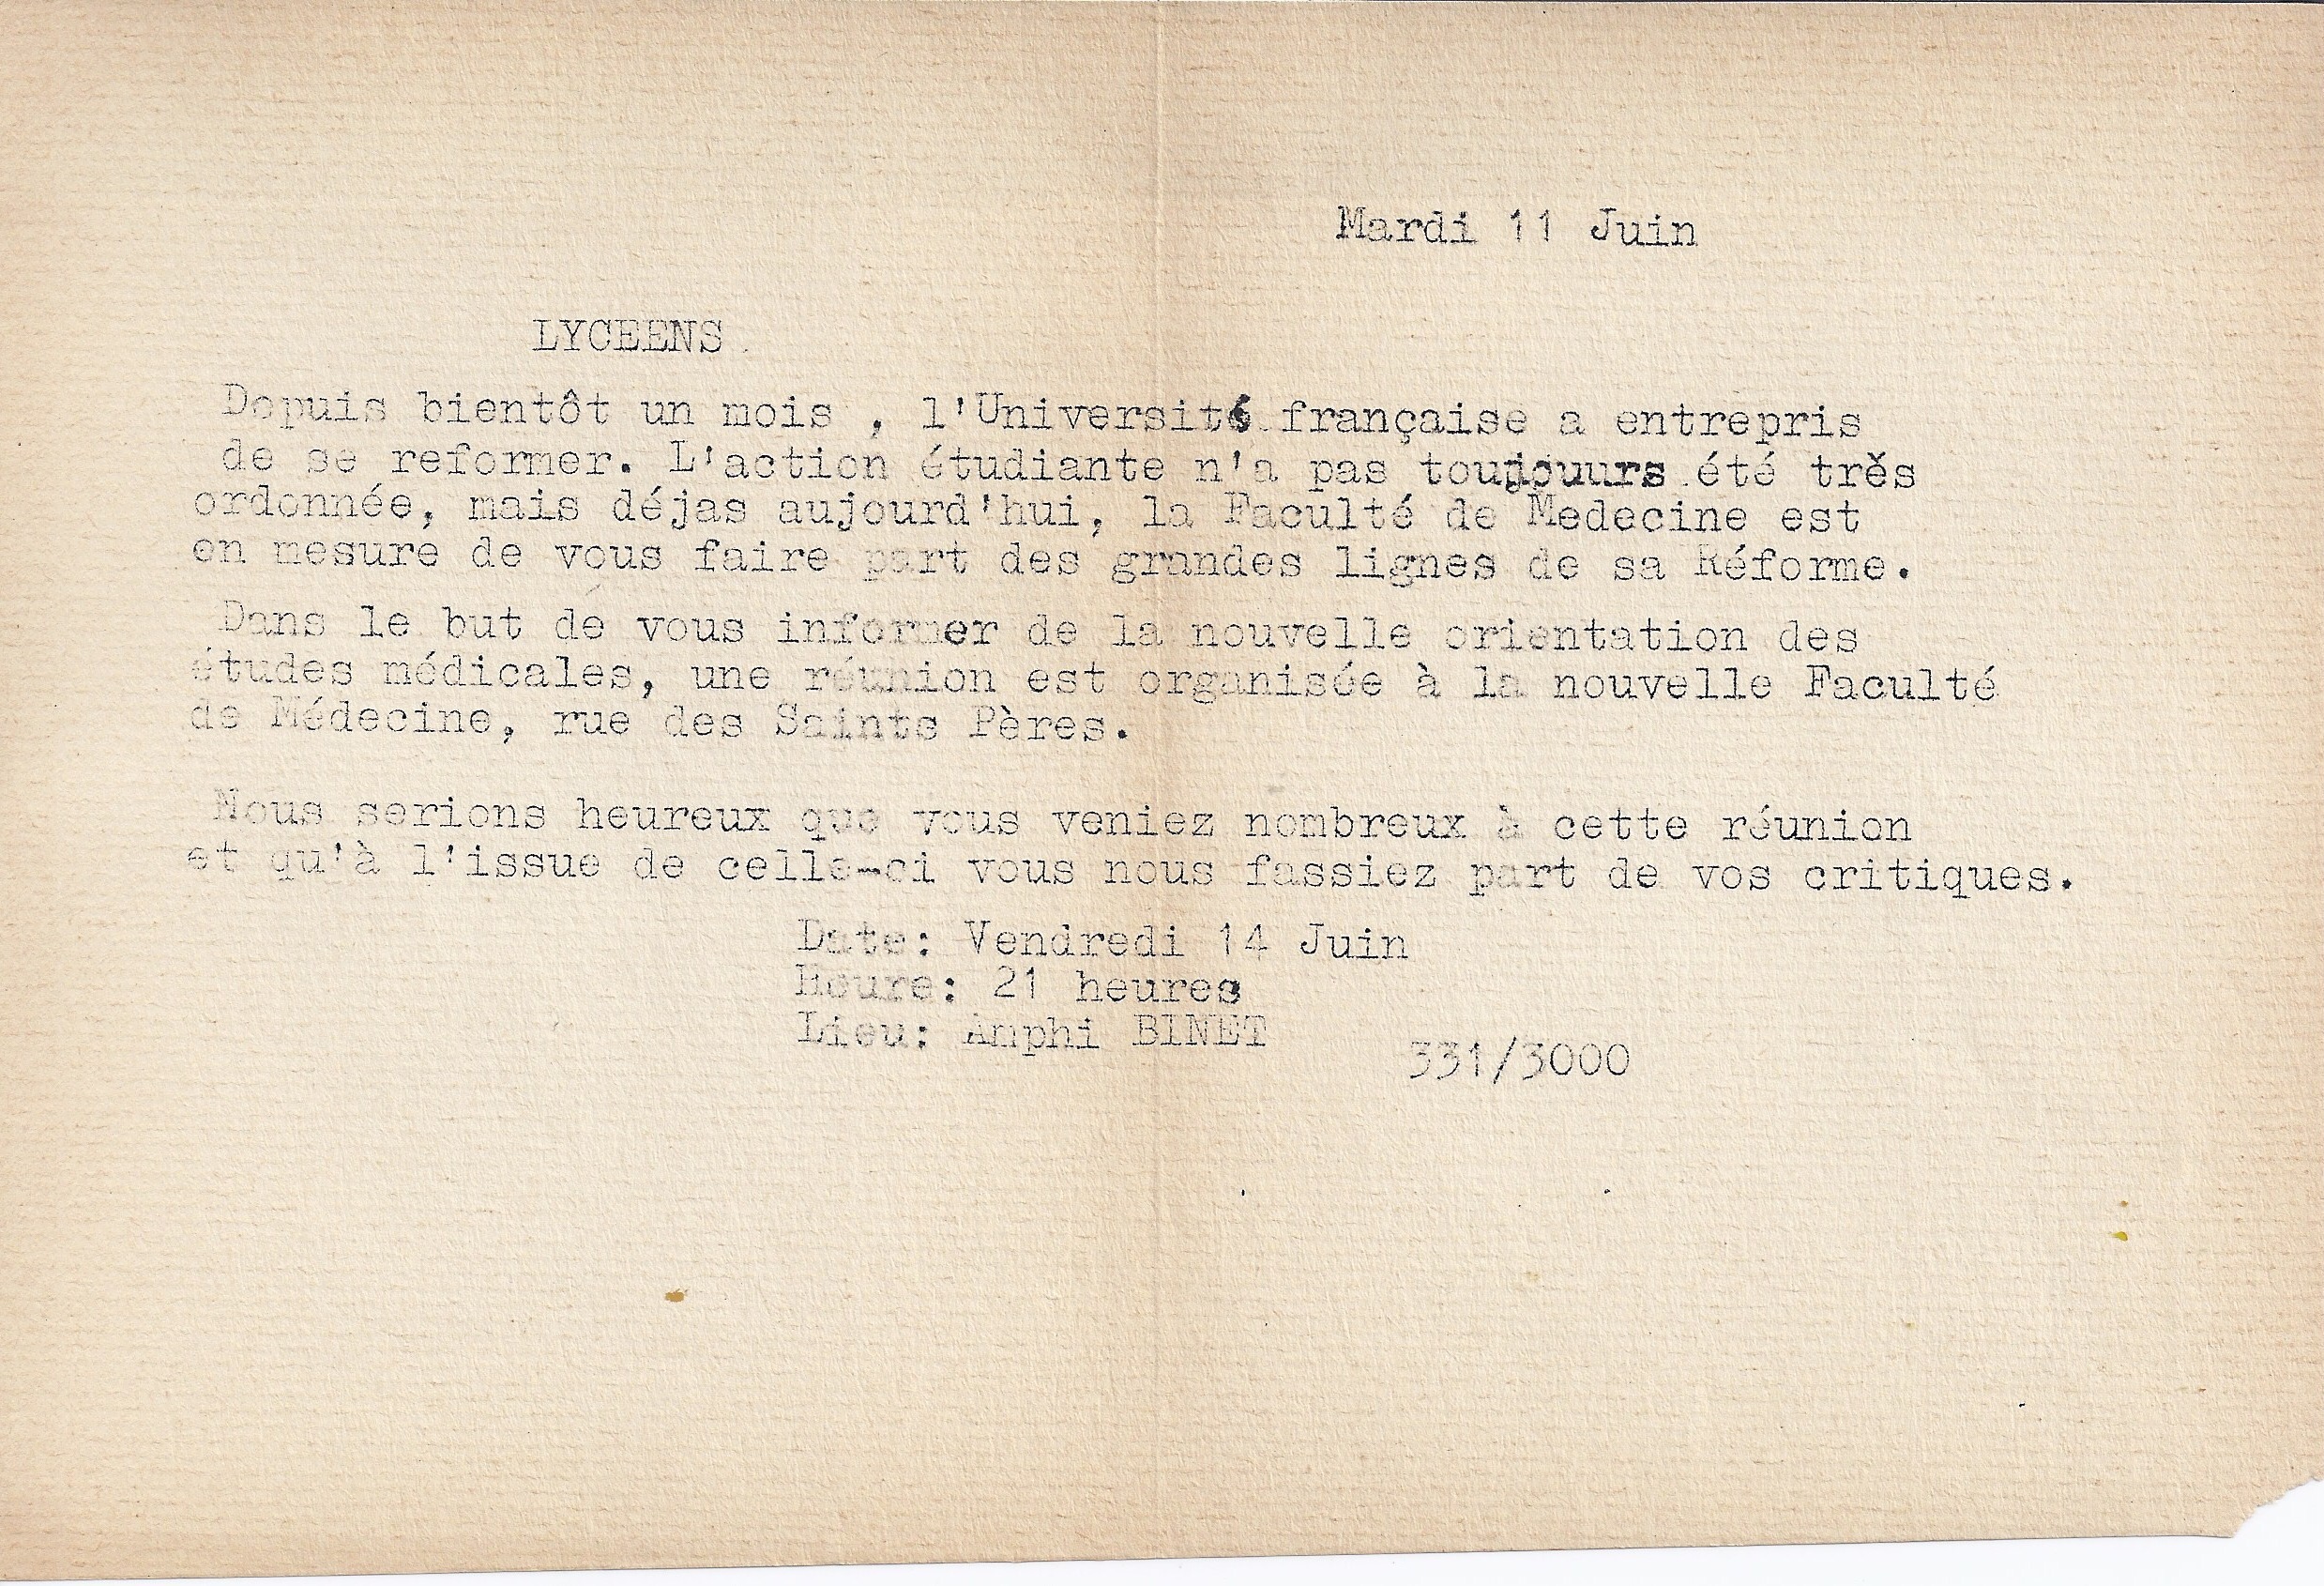 Mardi 11 Juin
LYCEENS.
Depuis bientôt un mois , l'Université française a entrepris
de se reformer. L'action étudiante n'a pas toujouurs été très
ordonnée, mais déjas aujourd'hui, la Faculté de Medecine est
en mesure de vous faire part des grandes lignes de sa Réforme.
Dans le but de vous informer de la nouvelle orientation des
études médicales, une réunion est organisée à la nouvelle Faculté
de Médecine, rue des Saints Pères.
Nous serions heureux que vous veniez nombreux à cette réunion
et qu'à l'issue de celle-ci vous nous fassiez part de vos critiques.
Date: Vendredi 14 Juin
Heure: 21 heures
Lieu: Amphi BINET
331/3000